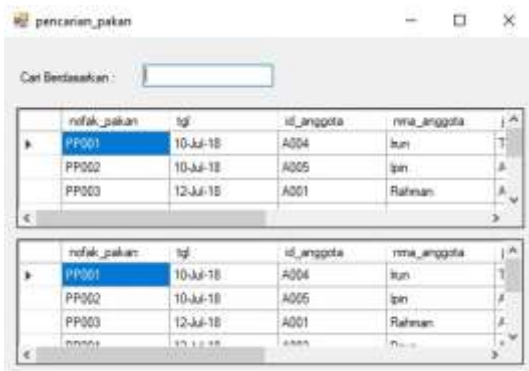 pencarian_pakan
Cari Berdasarkan :
nofak_pakan tgl id_anggota nma_anggota
PP001 10-Jul-18 A004
PP002 10-Jul-18 A005 Ipin
PP003 12-Jul-18 A001 Rahman
nofak_pakan tgl id_anggota nma_anggota
PP001 10-Jul-18 A004
PP002 10-Jul-18 A005 Ipin
PP003 12-Jul-18 A001 Rahman